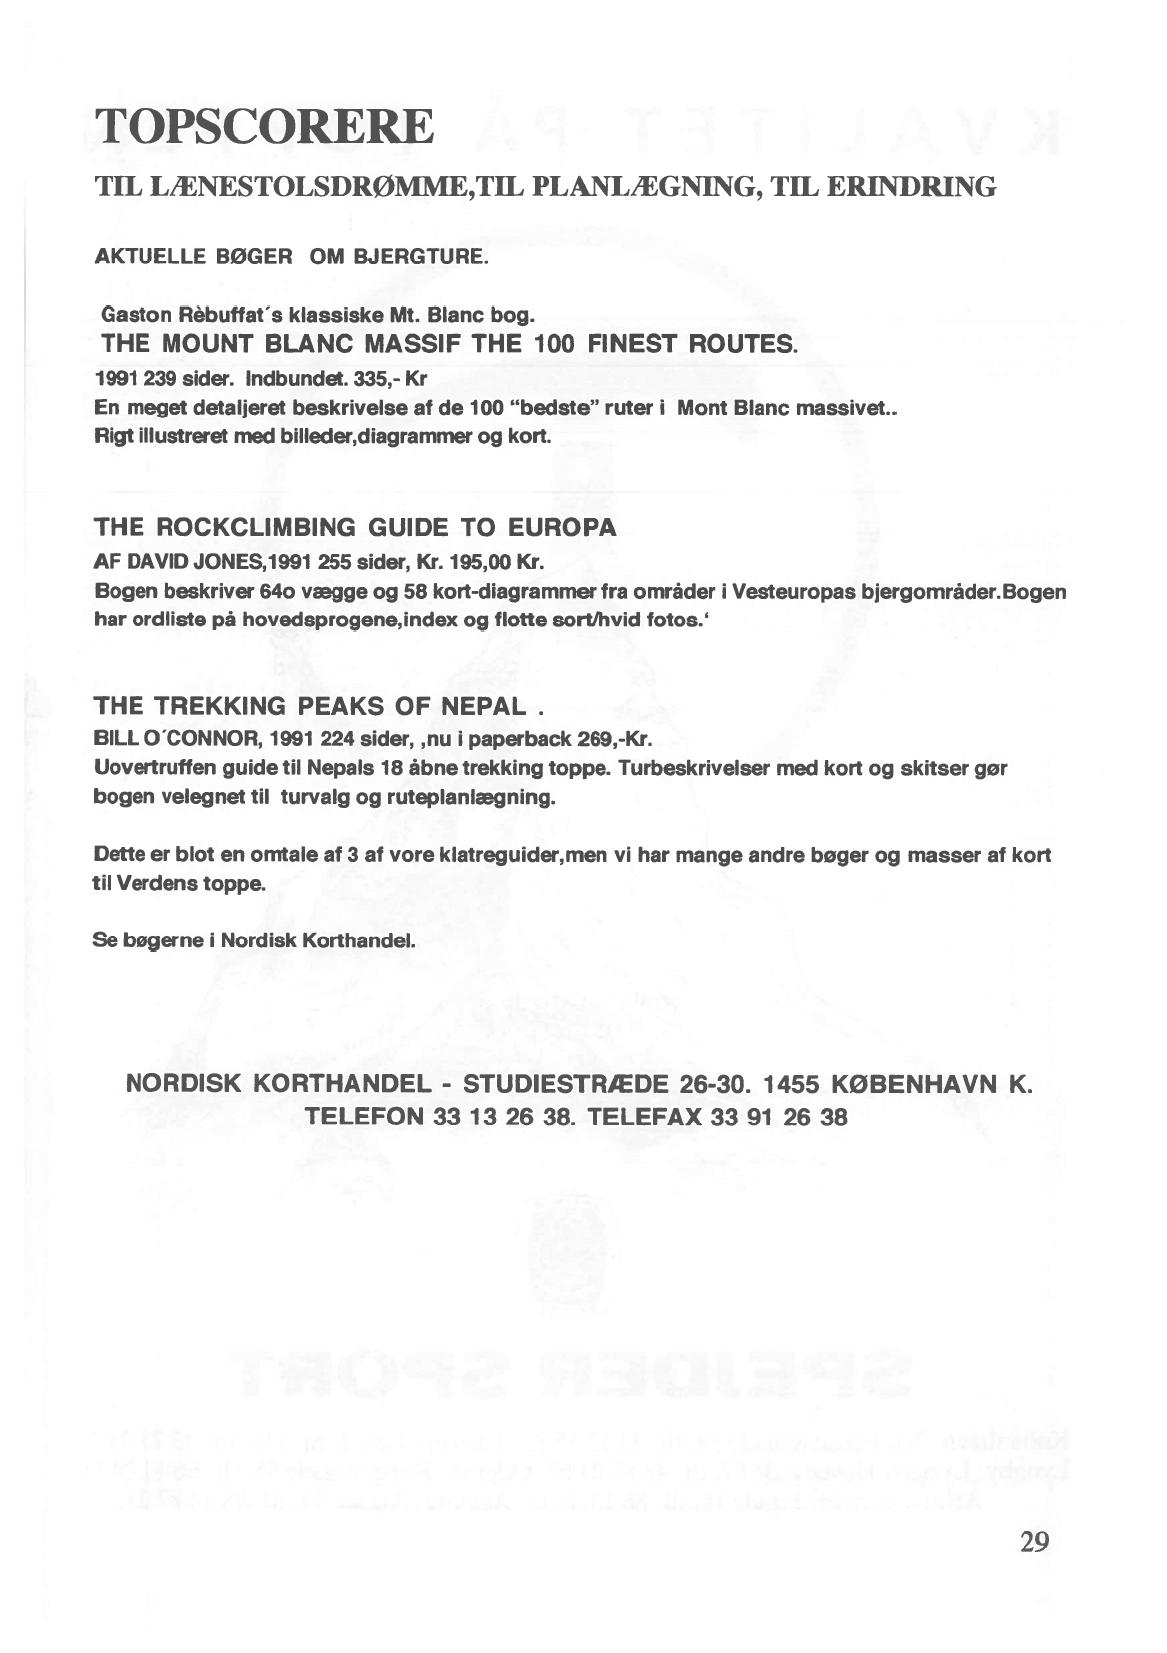 TOPSCORERE
TIL LÆNESTOLSDRØMME,TIL PLANLÆGNING, TIL ERINDRING
AKTUELLE BØGER OM BJERGTURE.
Gaston Rèbuffat´s klassiske Mt. Blanc bog.
THE MOUNT BLANC MASSIF THE 100 FINEST ROUTES.
1991 239 sider. Indbundet. 335,- Kr
En meget detaljeret beskrivelse af de 100 “bedste” ruter i Mont Blanc massivet..
Rigt illustreret med billeder,diagrammer og kort.
THE ROCKCLIMBING GUIDE TO EUROPA
AF DAVID JONES,1991 255 sider, Kr. 195,00 Kr.
Bogen beskriver 64o vægge og 58 kort-diagrammer fra områder i Vesteuropas bjergområder.Bogen
har ordliste på hovedsprogene,index og flotte sort/hvid fotos.‘
THE TREKKING PEAKS OF NEPAL .
BILL O´CONNOR, 1991 224 sider, ,nu i paperback 269,-Kr.
Uovertruffen guide til Nepals 18 åbne trekking toppe. Turbeskrivelser med kort og skitser gør
bogen velegnet til turvalg og ruteplanlægning.
Dette er blot en omtale af 3 af vore klatreguider,men vi har mange andre bøger og masser af kort
til Verdens toppe.
Se bøgerne i Nordisk Korthandel.
NORDISK KORTHANDEL - STUDIESTRÆDE 26-30. 1455 KØBENHAVN K.
TELEFON 33 13 26 38. TELEFAX 33 91 26 38
29